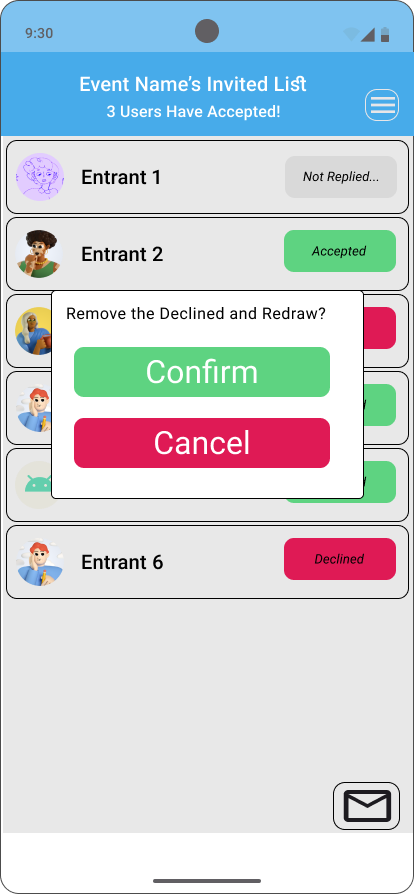 9:30
Event Name's Invited List
3 Users Have Accepted!
Entrant 1
Not Replied...
Entrant 2
Accepted
Remove the Declined and Redraw?
Confirm
Cancel
Entrant 6
Declined